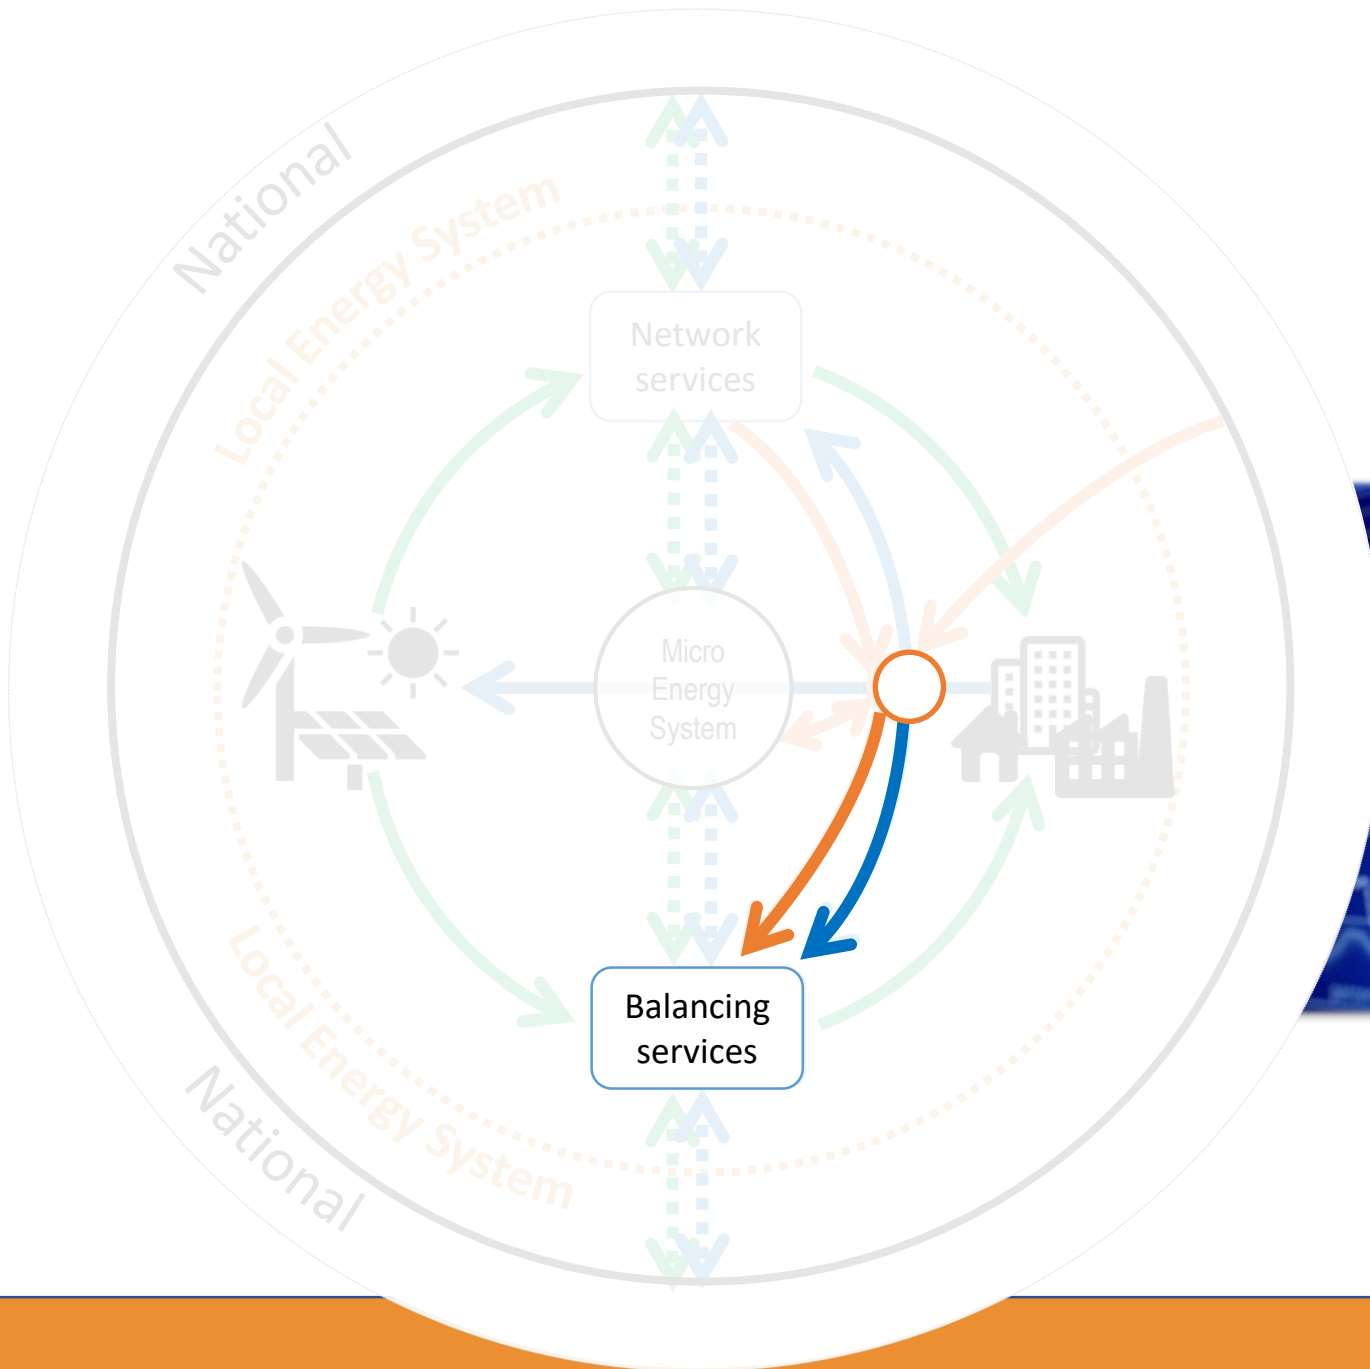 National
Local Energy System
Network
services
Micro
Energy
System
Balancing
services
Local Energy System
National